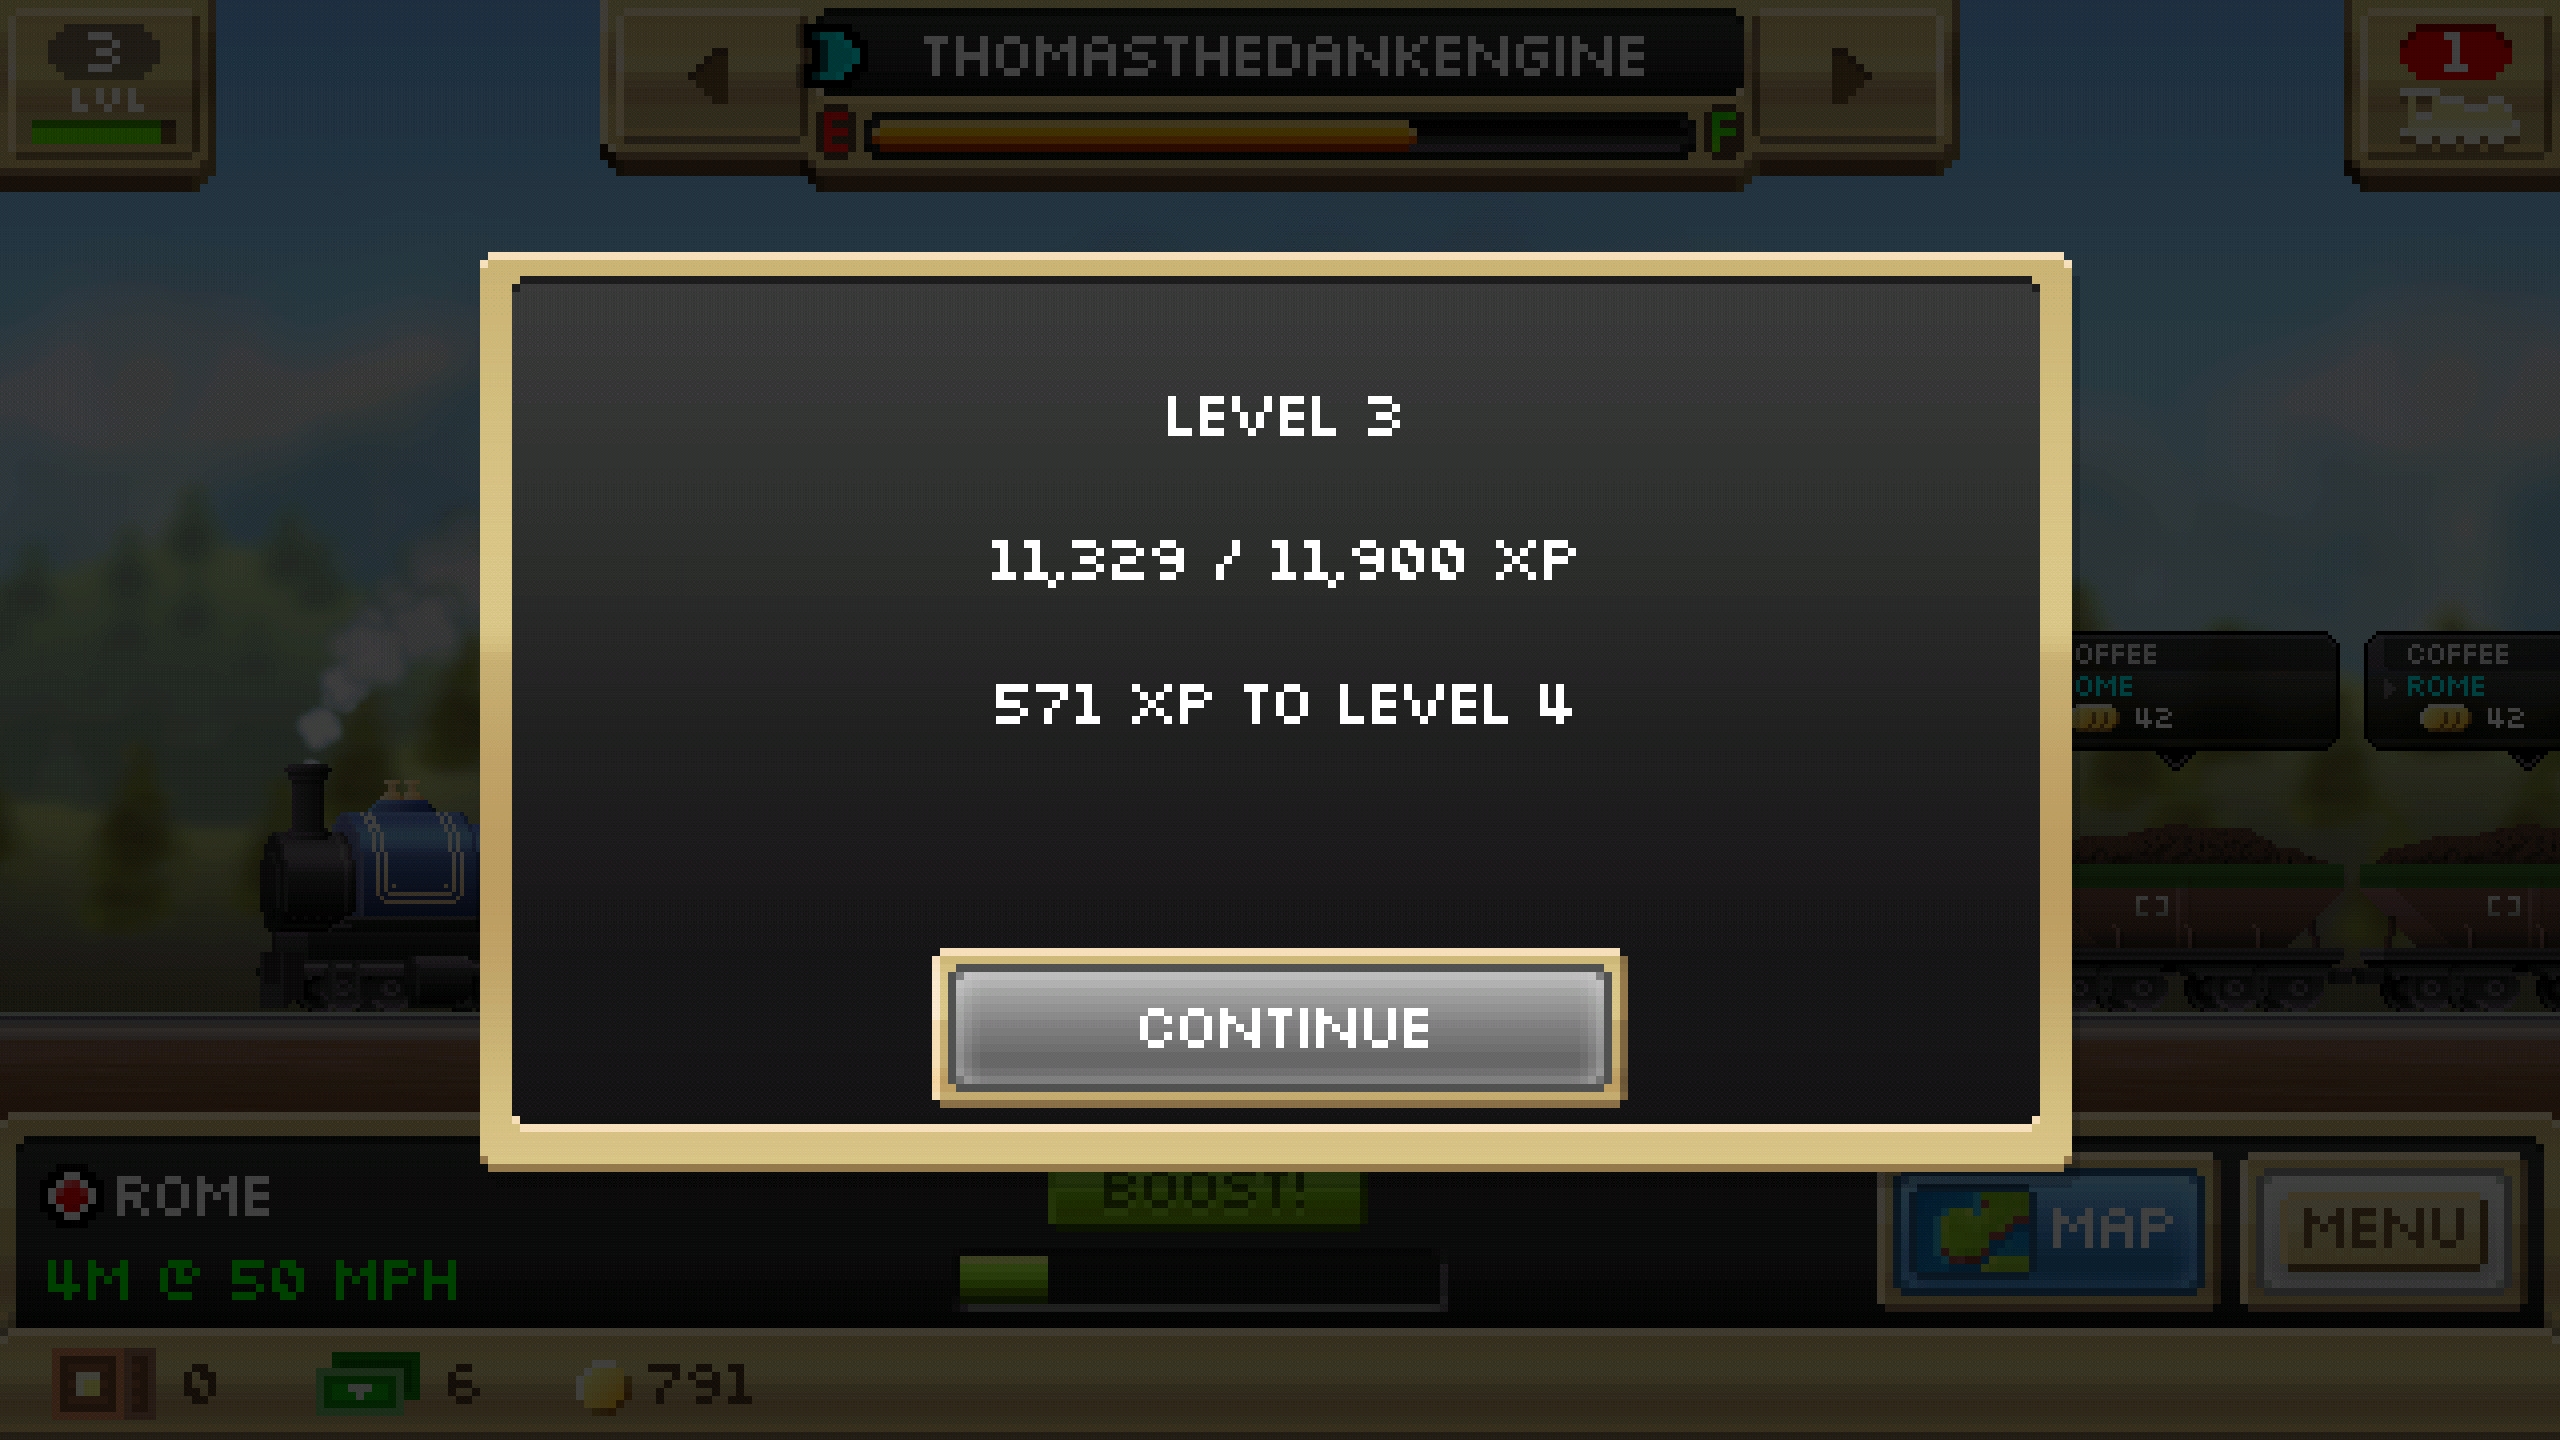 3
LVL
THOMASTHEDANKENGINE
E
F
1
LEVEL 3
11,329 / 11,900 XP
571 XP TO LEVEL 4
CONTINUE
OFFEE
OME
42
COFFEE
ROME
42
ROME
4M @ 50 MPH
BOOST!
MAP
MENU
0
6
791